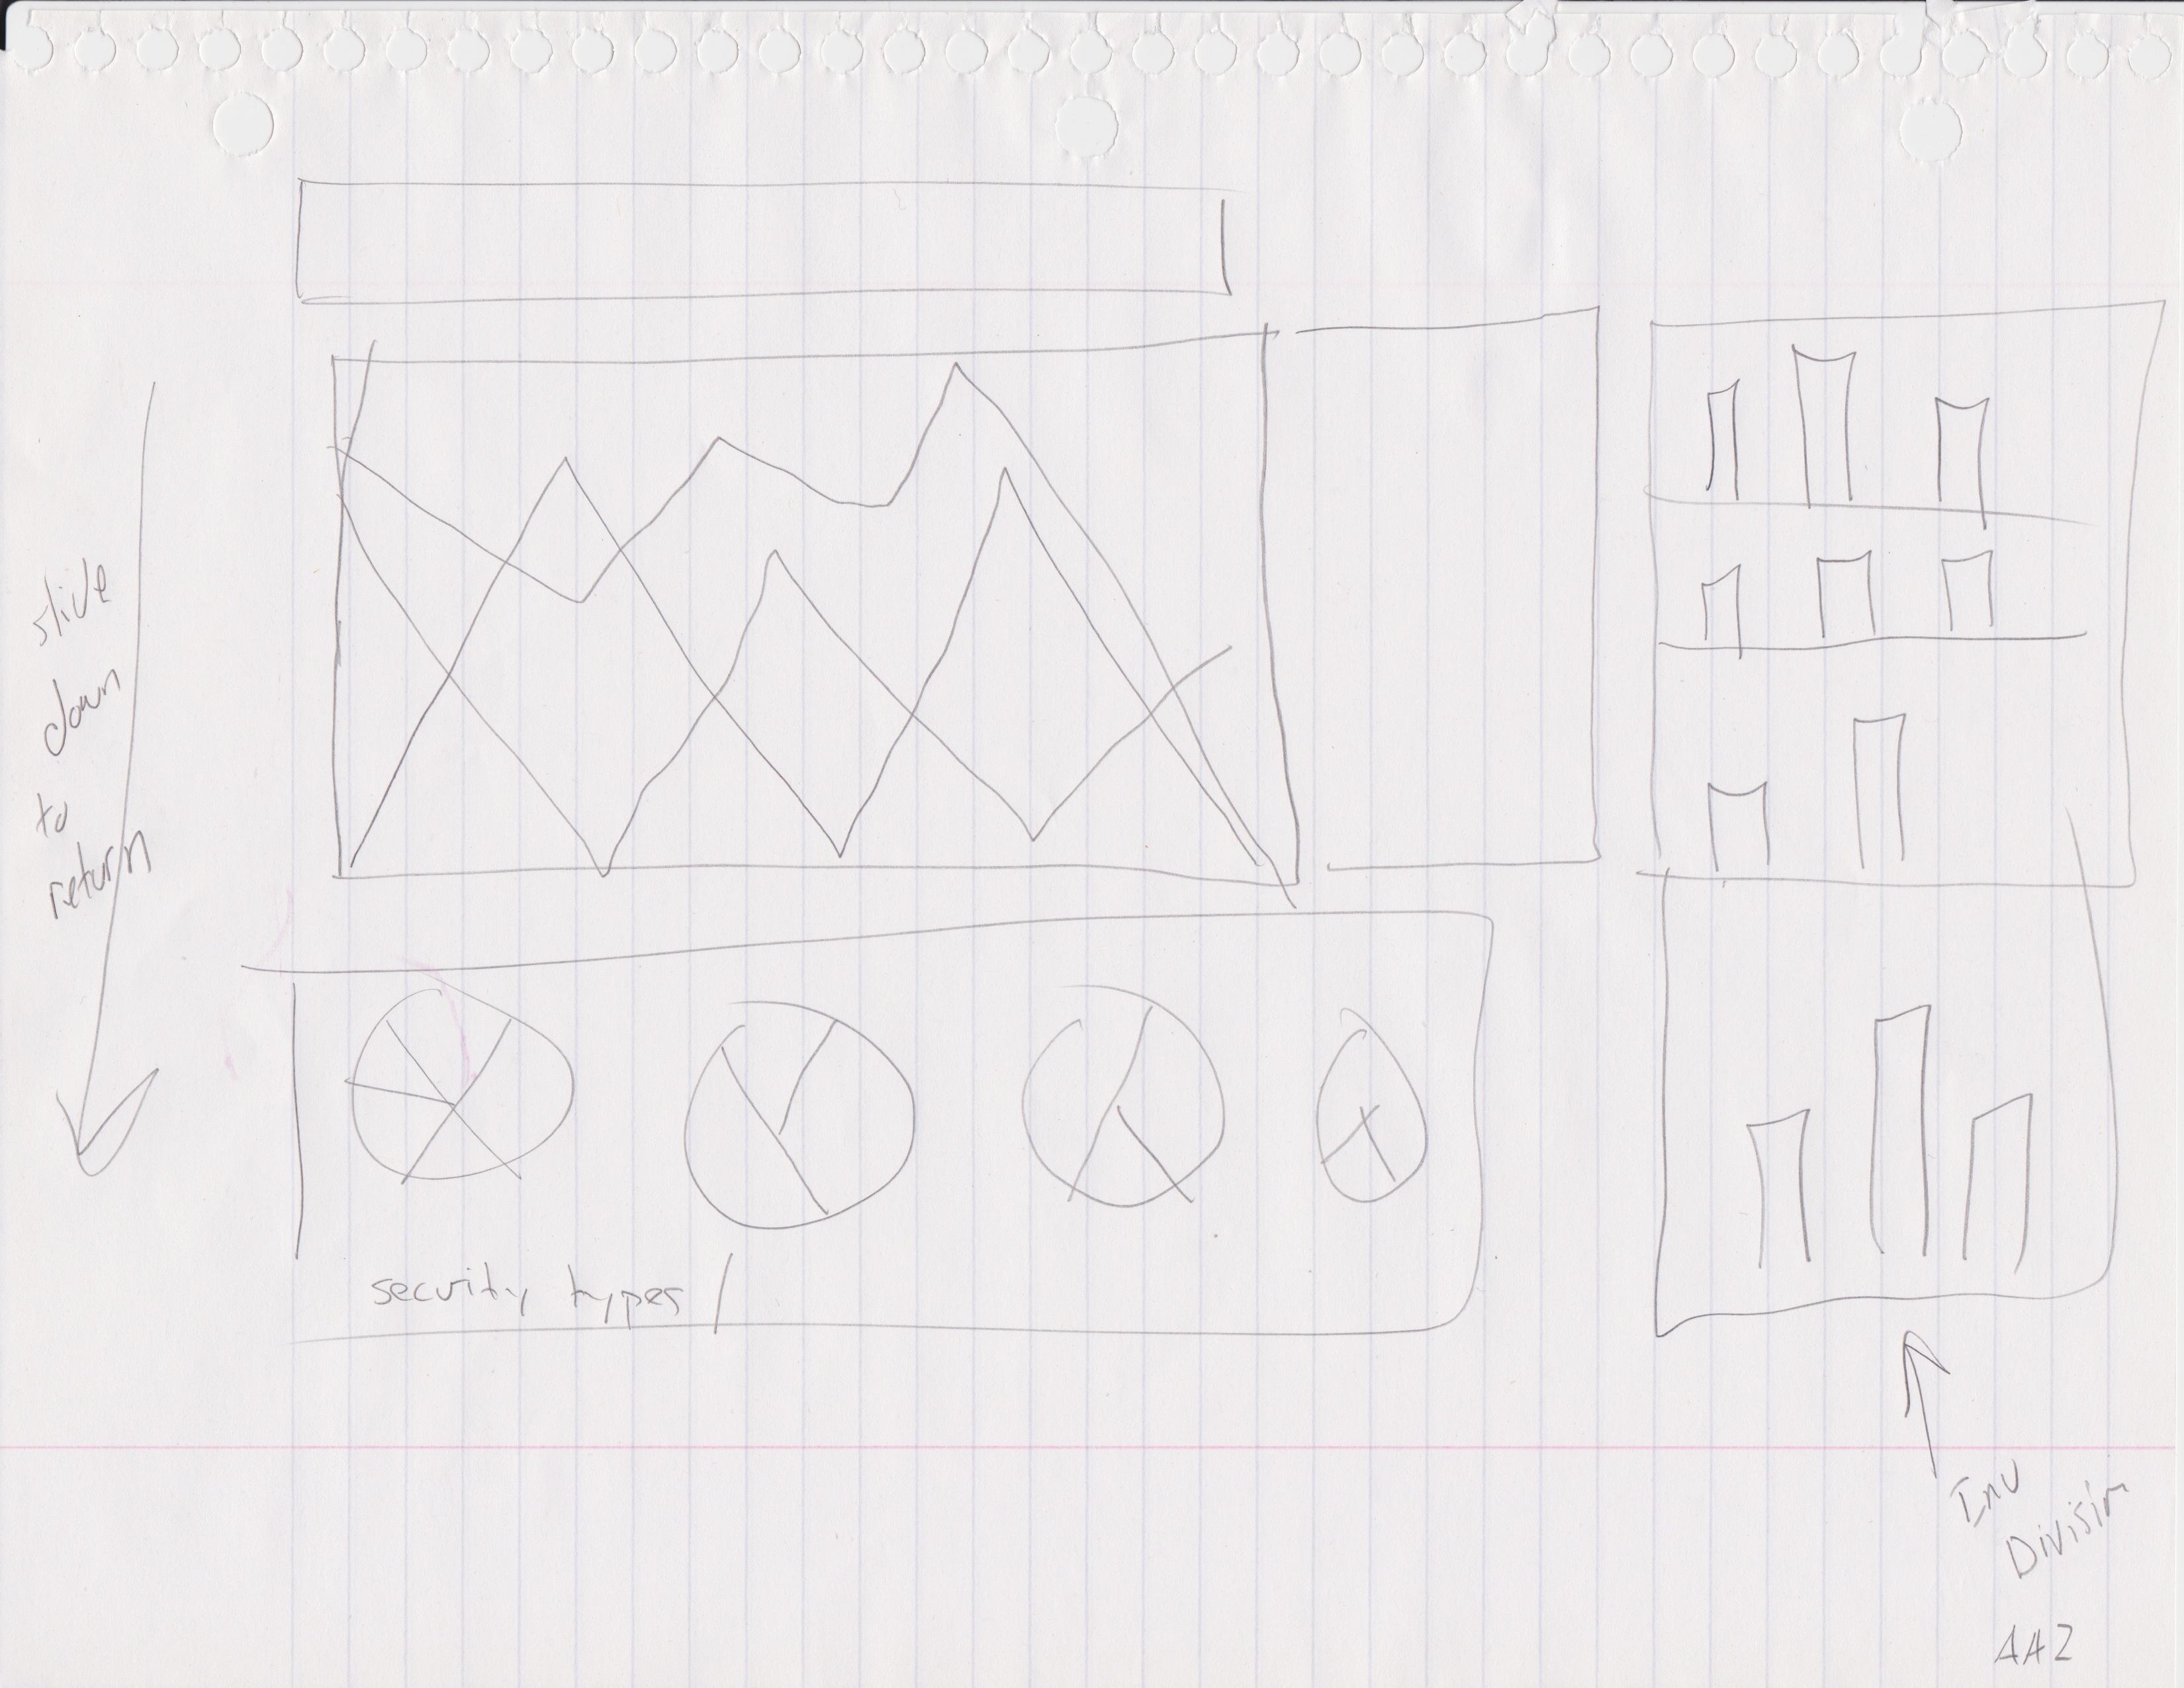 slide
down
to
return
security types /
Inv
Division
AA2